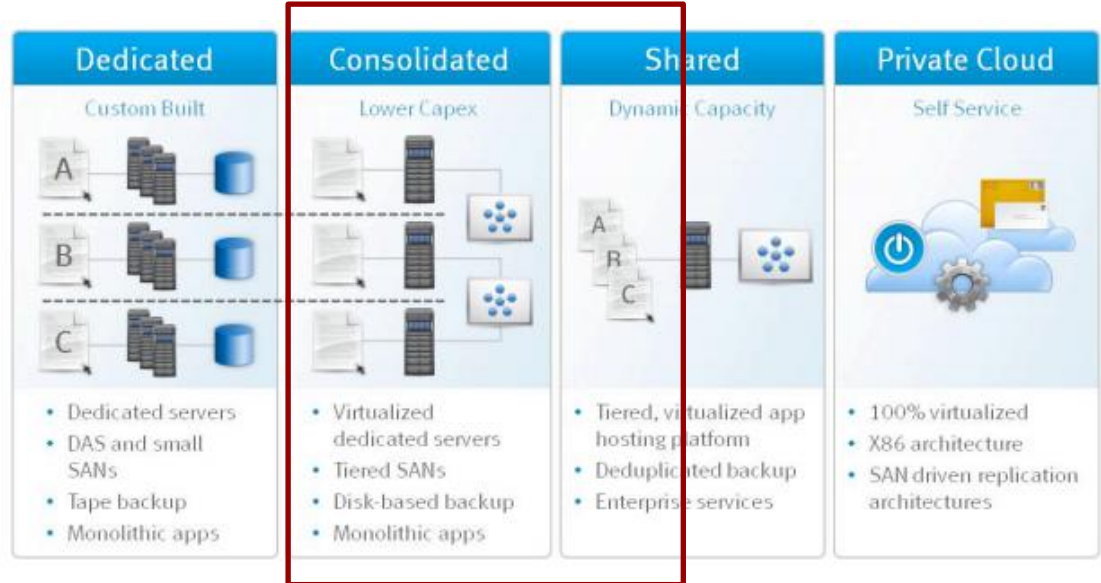 Dedicated
Custom Built
A
B
C
• Dedicated servers
• DAS and small
SANs
• Tape backup
• Monolithic apps
Consolidated
Lower Capex
• Virtualized
dedicated servers
• Tiered SANs
• Disk-based backup
• Monolithic apps
Shared
Dynamic Capacity
A
B
C
• Tiered, virtualized app
hosting platform
• Deduplicated backup
• Enterprise services
Private Cloud
Self Service
• 100% virtualized
• X86 architecture
• SAN driven replication
architectures